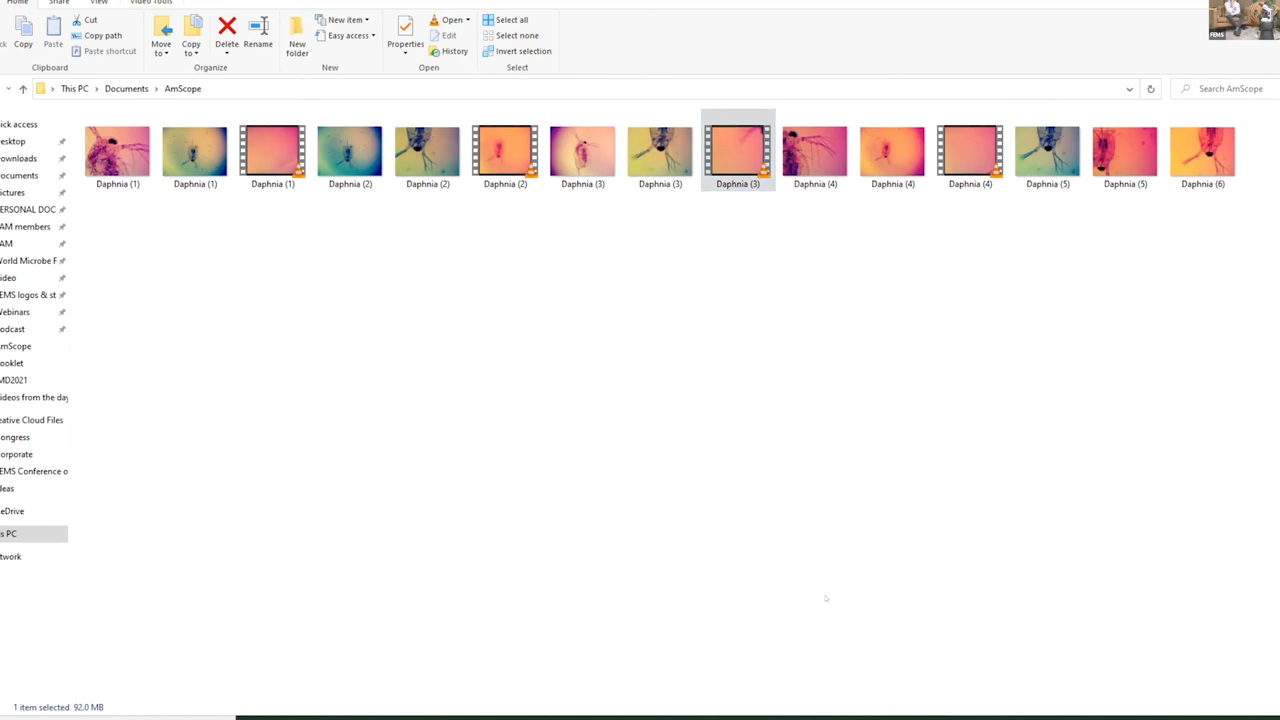 Home Share View Video Tools
Copy
Paste
Cut
Copy path
Paste shortcut
Clipboard
Move to
Copy to
Delete
Rename
Organize
New folder
New item
Easy access
New
Properties
Open
Edit
History
Open
Select all
Select none
Invert selection
Select
FEMS
This PC > Documents > AmScope
Search AmScope
ick access
esktop
ownloads
ocuments
ictures
ERSONAL DOC
AM members
AM
orld Microbe F
ideo
EMS logos & st
ebinars
odcast
mScope
ooklet
MD2021
ideos from the day
eative Cloud Files
ongress
orporate
EMS Conference o
deas
neDrive
is PC
twork
Daphnia (1) Daphnia (1) Daphnia (1) Daphnia (2) Daphnia (2) Daphnia (2) Daphnia (3) Daphnia (3) Daphnia (3) Daphnia (4) Daphnia (4) Daphnia (4) Daphnia (5) Daphnia (5) Daphnia (6)
1 item selected 92.0 MB